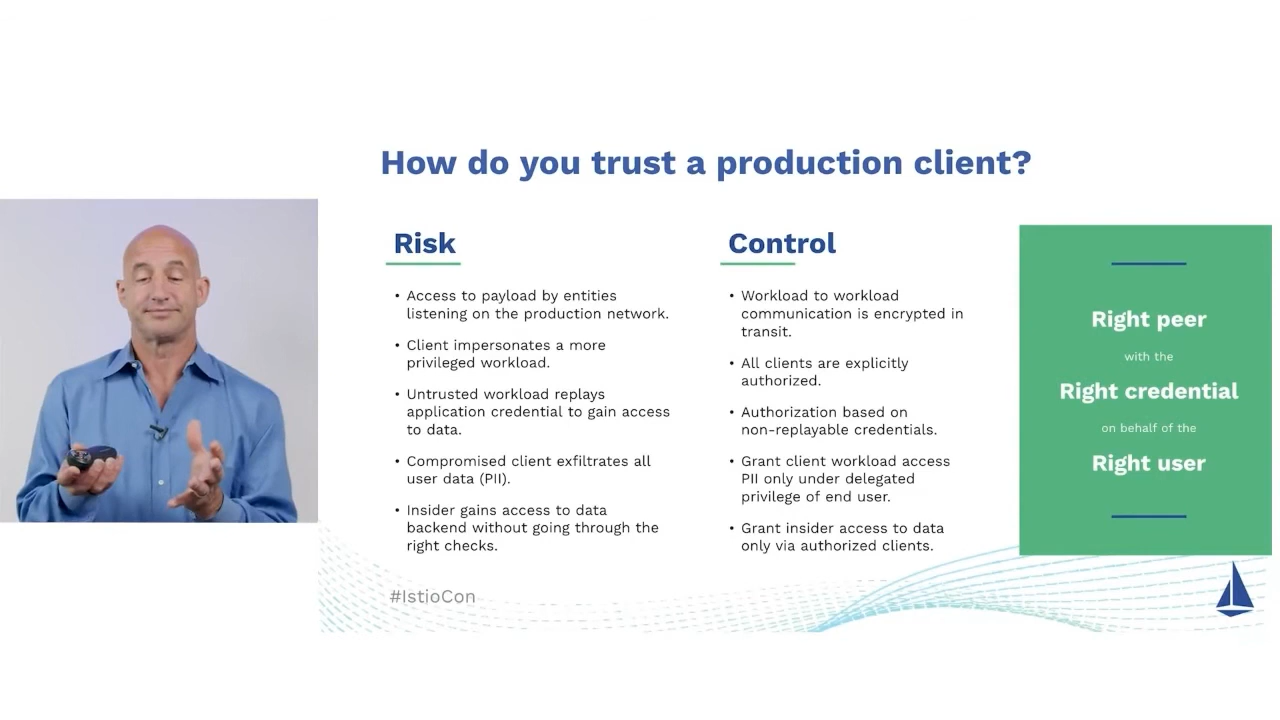 How do you trust a production client?
Risk
• Access to payload by entities
listening on the production network.
• Client impersonates a more
privileged workload.
• Untrusted workload replays
application credential to gain access
to data.
• Compromised client exfiltrates all
user data (PII).
• Insider gains access to data
backend without going through the
right checks.
Control
• Workload to workload
communication is encrypted in
transit.
• All clients are explicitly
authorized.
• Authorization based on
non-replayable credentials.
• Grant client workload access
PII only under delegated
privilege of end user.
• Grant insider access to data
only via authorized clients.
Right peer
with the
Right credential
on behalf of the
Right user
#IstioCon